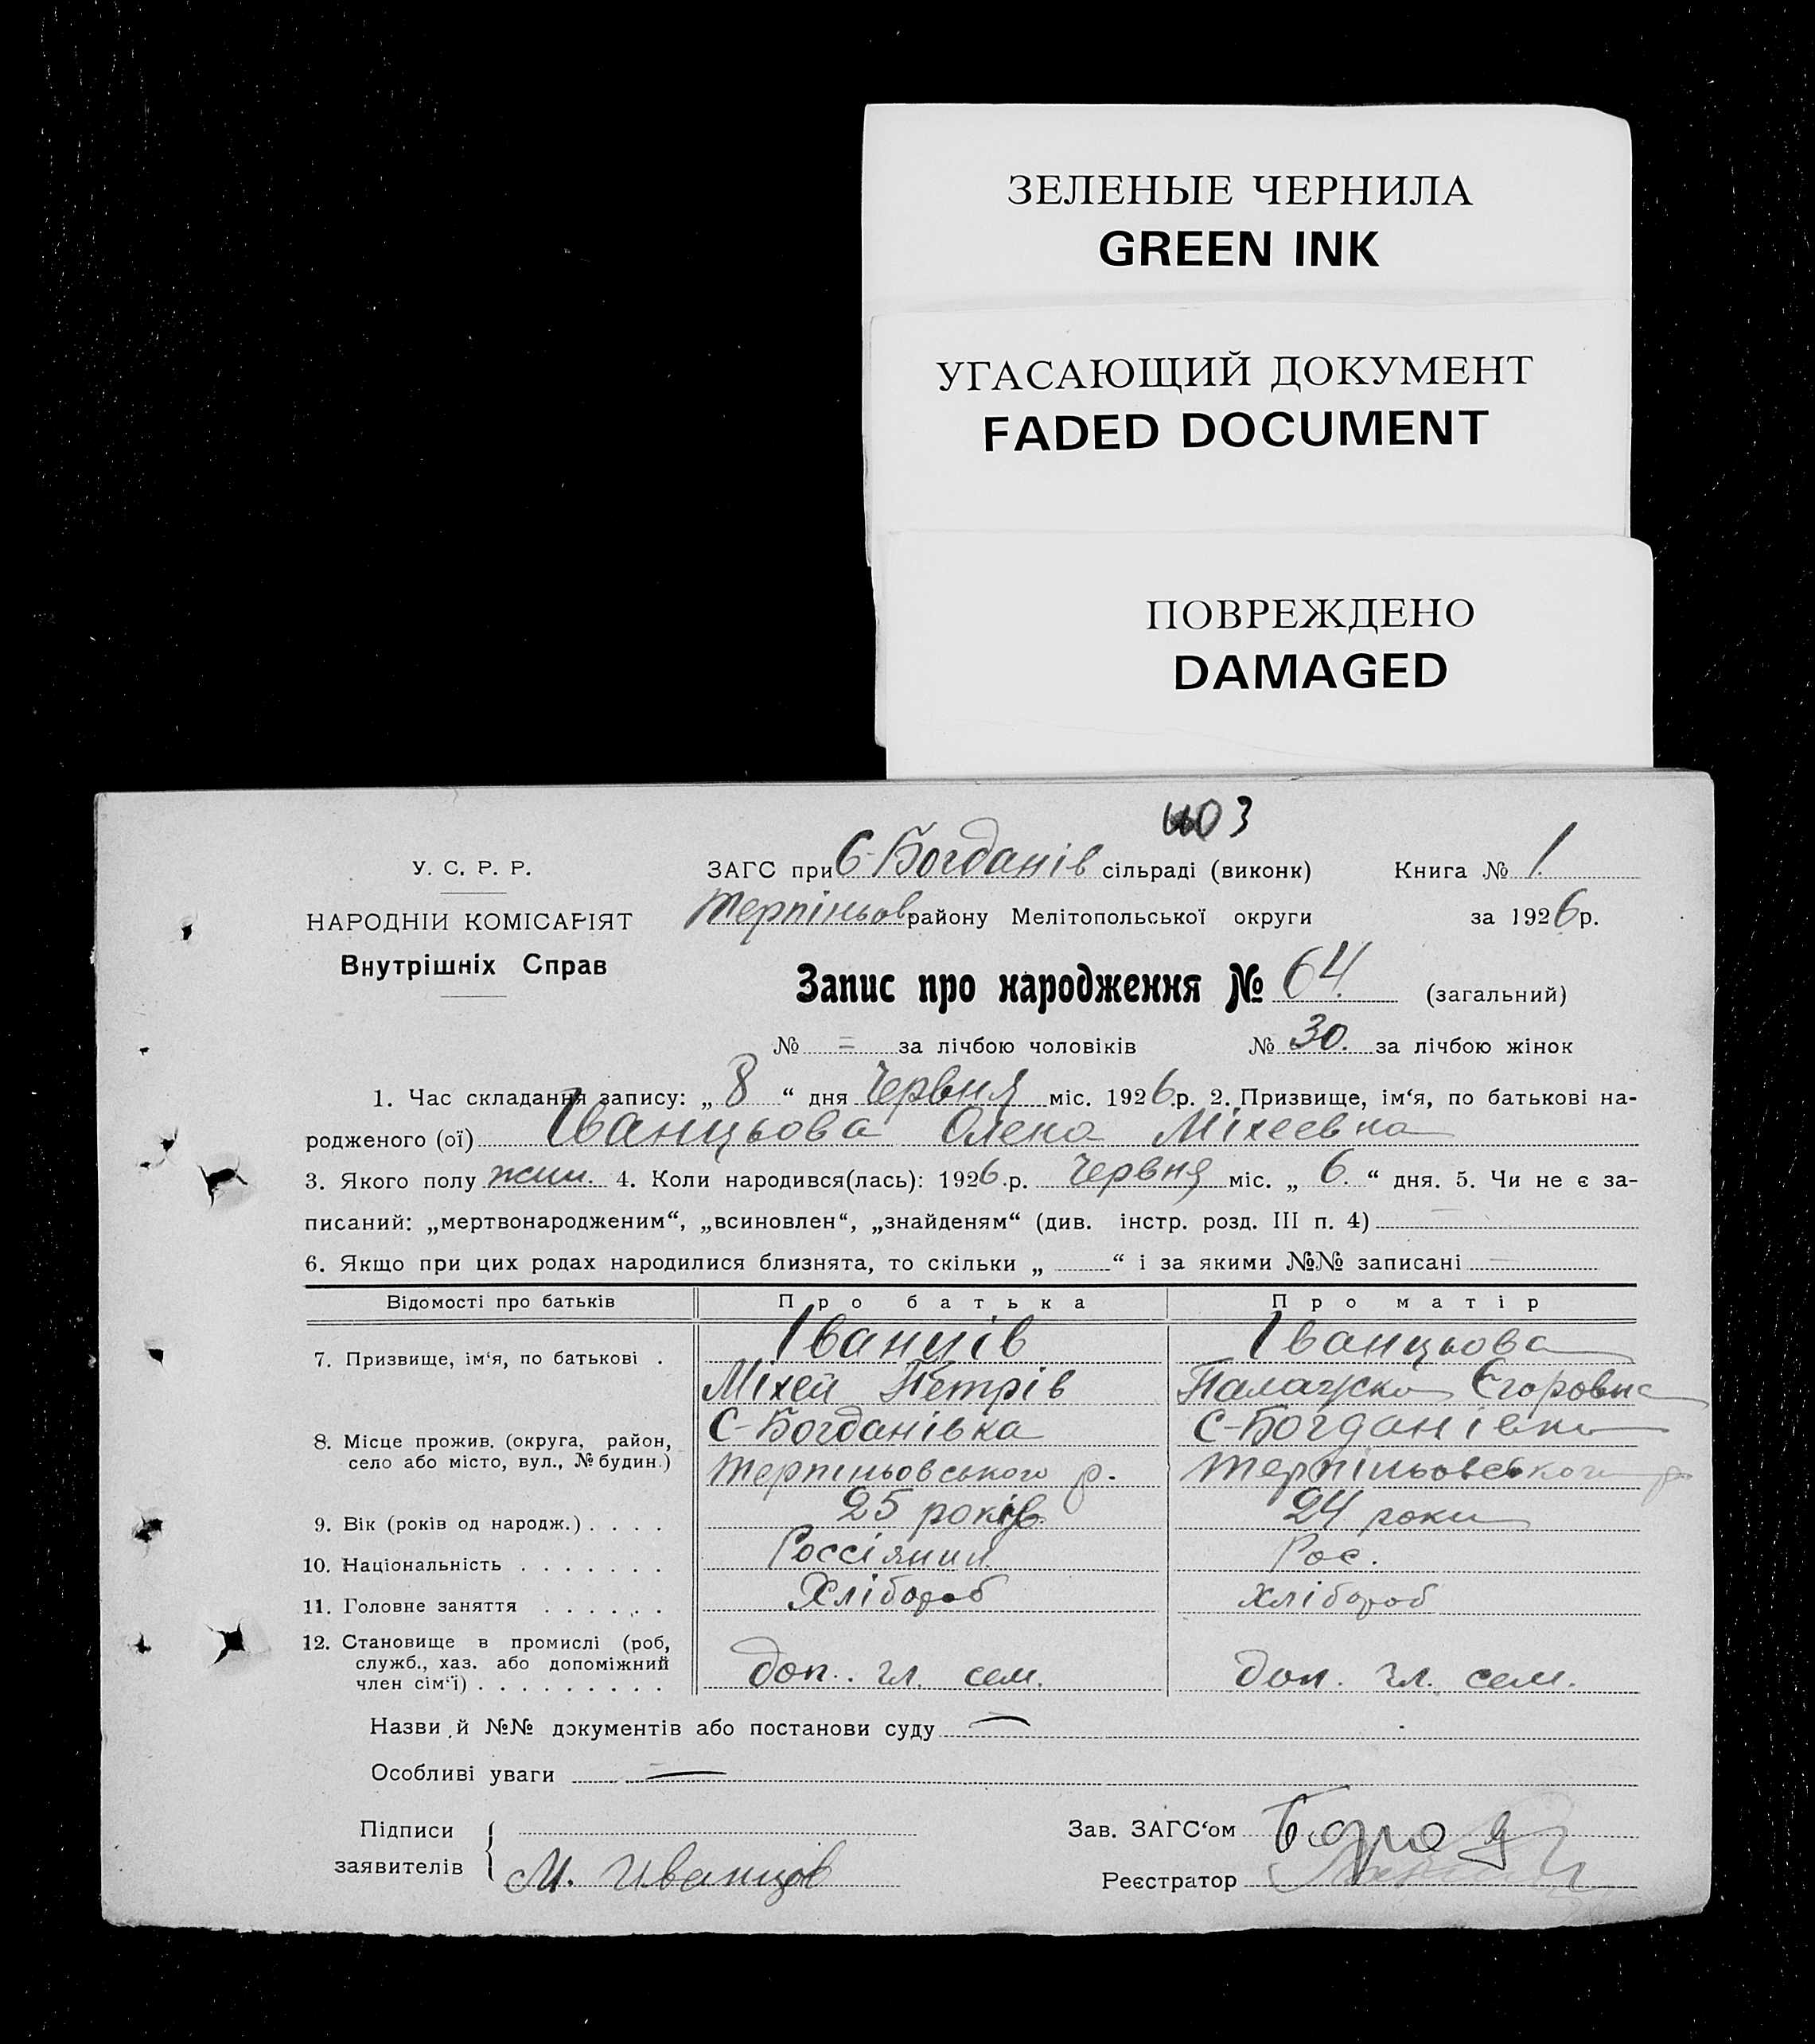 ЗЕЛЕНЫЕ ЧЕРНИЛА
GREEN INK
УГАСАЮЩИЙ ДОКУМЕНТ
FADED DOCUMENT
ПОВРЕЖДЕНО
DAMAGED
У. С. Р. Р.
НАРОДНІЙ КОМІСАРІЯТ
Внутрішніх Справ
ЗАГС при С-Богданів сільраді (виконк) Книга № 1.
Терпіньов району Мелітопольської округи за 1926 р.
Запис про народження № 64. (загальний)
№ = за лічбою чоловіків № 30. за лічбою жінок
1. Час складання запису: „ 8 “ дня Червня міс. 1926 р. 2. Призвище, ім‘я, по батькові на-
родженого (ої) Іванцьова Олена Міхеєвна
3. Якого полу жин. 4. Коли народився(лась): 1926 р. Червня міс. „ 6. “ дня. 5. Чи не є за-
писаний: „мертвонародженим“, „всиновлен“, „знайденям“ (див. інстр. розд. III п. 4) —
6. Якщо при цих родах народилися близнята, то скільки „ “ і за якими №№ записані —
Відомості про батьків Про батька Про матір
7. Призвище, ім‘я, по батькові . Іванців Іванцьова
Міхей Петрів Палажка Єгоровна
8. Місце прожив. (округа, район, С-Богданівка С-Богданівка
село або місто, вул., № будин.) Терпіньовського р. Терпіньовського р
9. Вік (років од народж.) . . . . 25 років 24 роки
10. Національність . . . . . . . Россіянин Рос.
11. Головне заняття . . . . . . Хлібороб Хлібороб
12. Становище в промислі (роб,
служб., хаз. або допоміжний
член сім‘ї) . . . . . . . . . доп. чл. сем. доп. чл. сем.
Назви й №№ документів або постанови суду —
Особливі уваги —
Підписи
заявителів М. Иванцов
Зав. ЗАГС‘ом
Реєстратор